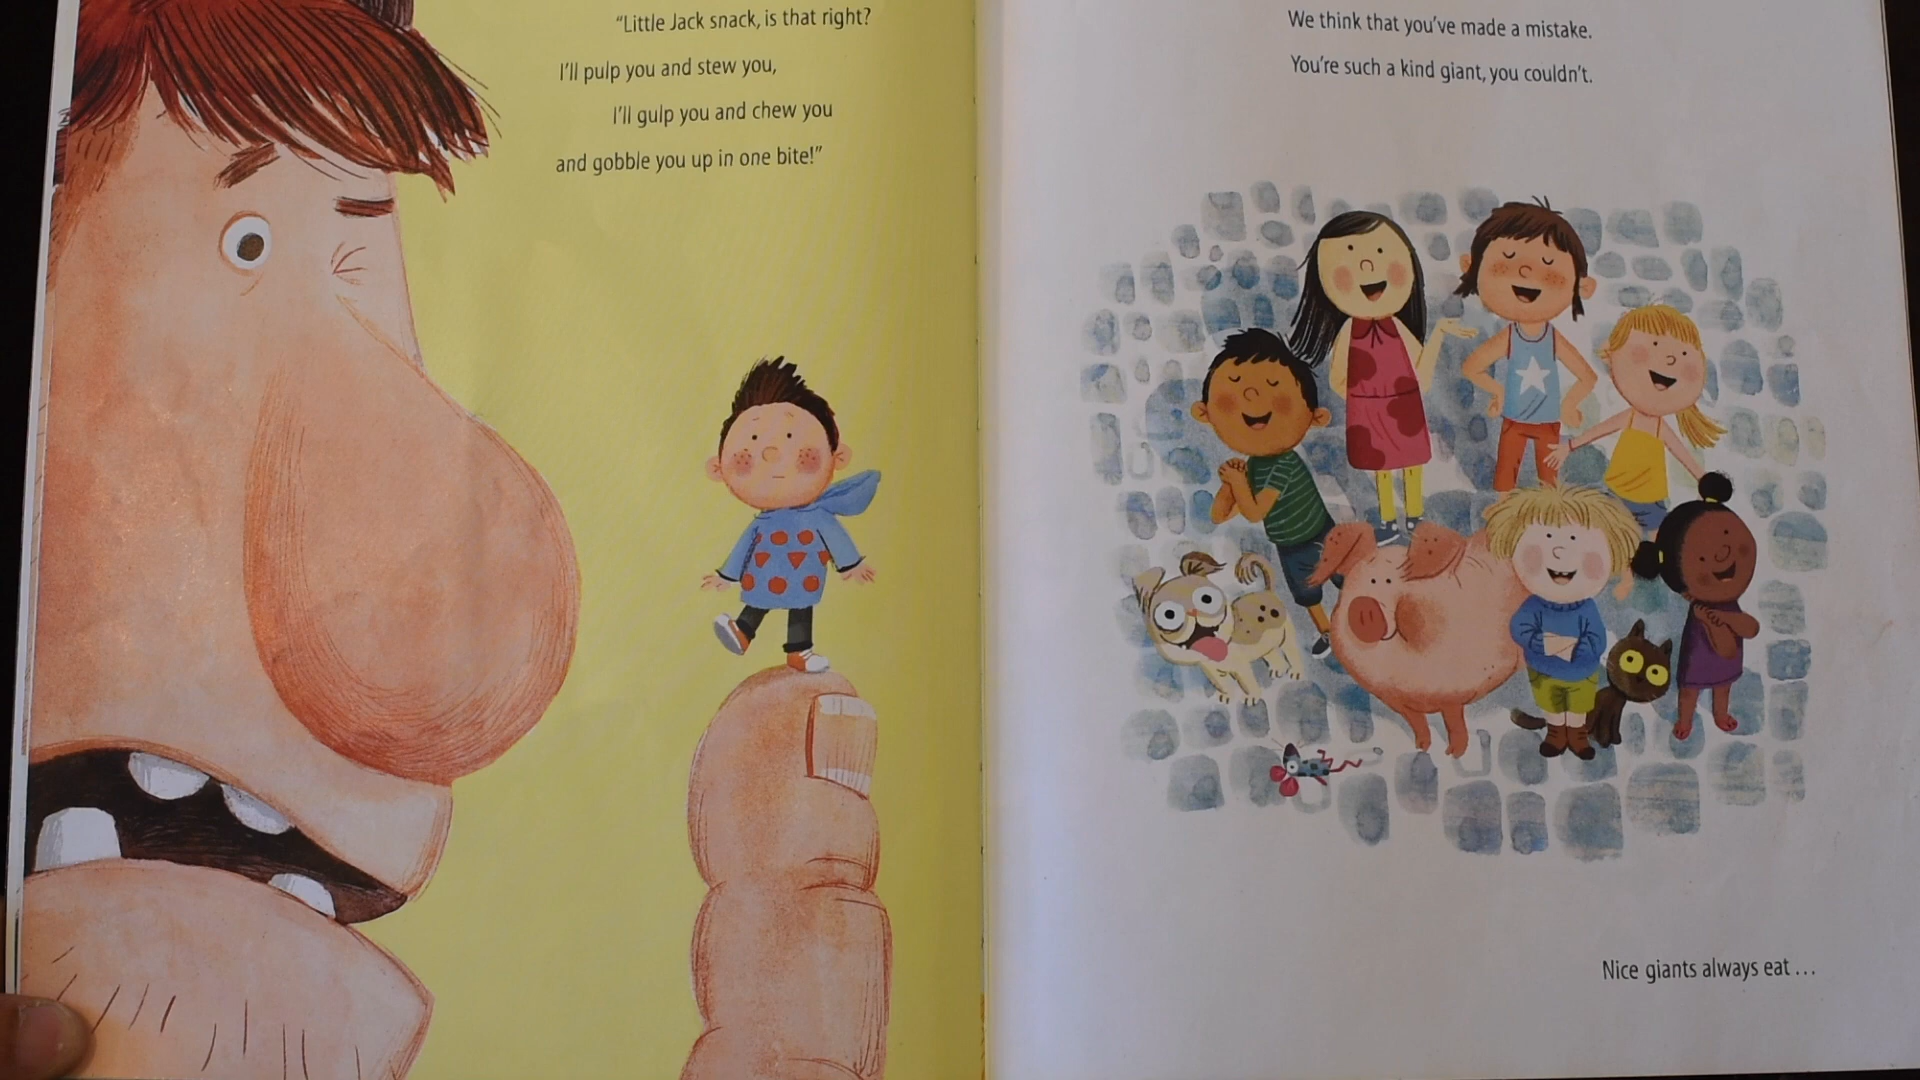 “Little Jack snack, is that right?
I’ll pulp you and stew you,
I’ll gulp you and chew you
and gobble you up in one bite!”
We think that you’ve made a mistake.
You’re such a kind giant, you couldn’t.
Nice giants always eat ...